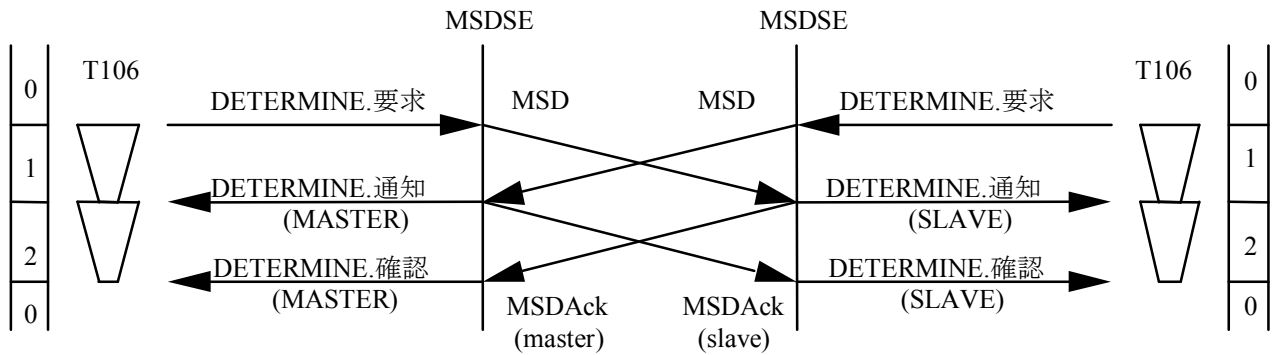 MSDSE MSDSE
T106 T106
0 0
DETERMINE.要求 MSD MSD DETERMINE.要求
1 1
DETERMINE.通知 DETERMINE.通知
(MASTER) (SLAVE)
2 2
DETERMINE.確認 DETERMINE.確認
(MASTER) (SLAVE)
0 0
MSDAck MSDAck
(master) (slave)